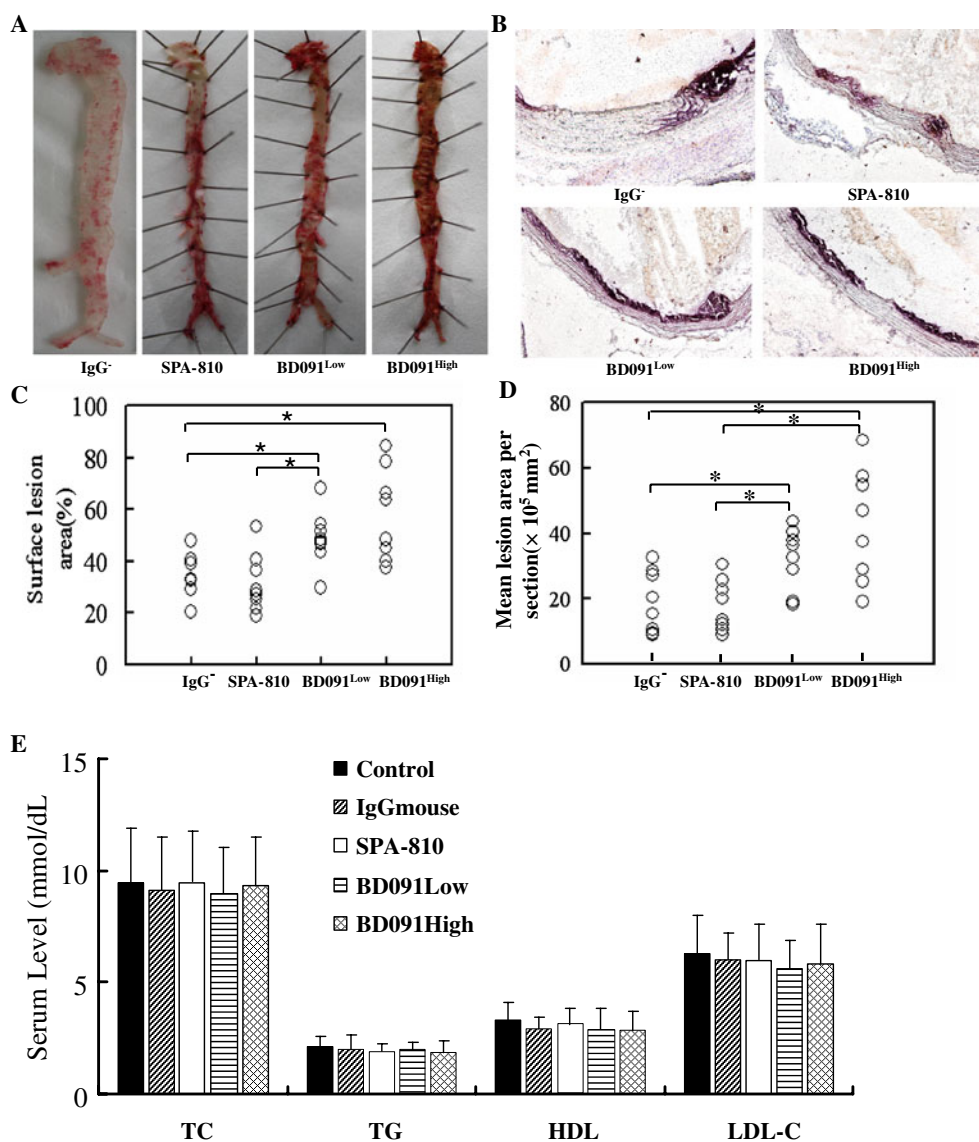 A
IgG-
SPA-810
BD091Low
BD091High
B
IgG-
SPA-810
BD091Low
BD091High
C
Surface lesion
area(%)
100
80
60
40
20
0
*
*
*
IgG-
SPA-810
BD091Low
BD091High
D
Mean lesion area per
section(× 10⁵ mm²)
80
60
40
20
0
*
*
*
*
IgG-
SPA-810
BD091Low
BD091High
E
Serum Level (mmol/dL)
15
10
5
0
Control
IgGmouse
SPA-810
BD091Low
BD091High
TC
TG
HDL
LDL-C